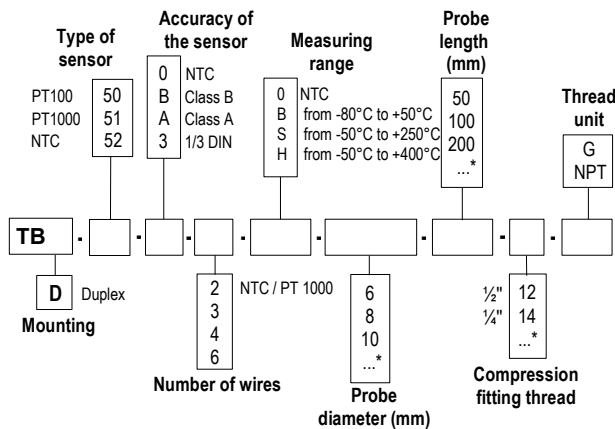 Type of
sensor
PT100 50
PT1000 51
NTC 52
Accuracy of
the sensor
0 NTC
B Class B
A Class A
3 1/3 DIN
Measuring
range
0 NTC
B from -80°C to +50°C
S from -50°C to +250°C
H from -50°C to +400°C
Probe
length
(mm)
50
100
200
...*
Thread
unit
G
NPT
TB - - - - - - -
D Duplex
Mounting
2 NTC / PT 1000
3
4
6
Number of wires
6
8
10
...*
Probe
diameter (mm)
½" 12
¼" 14
...*
Compression
fitting thread